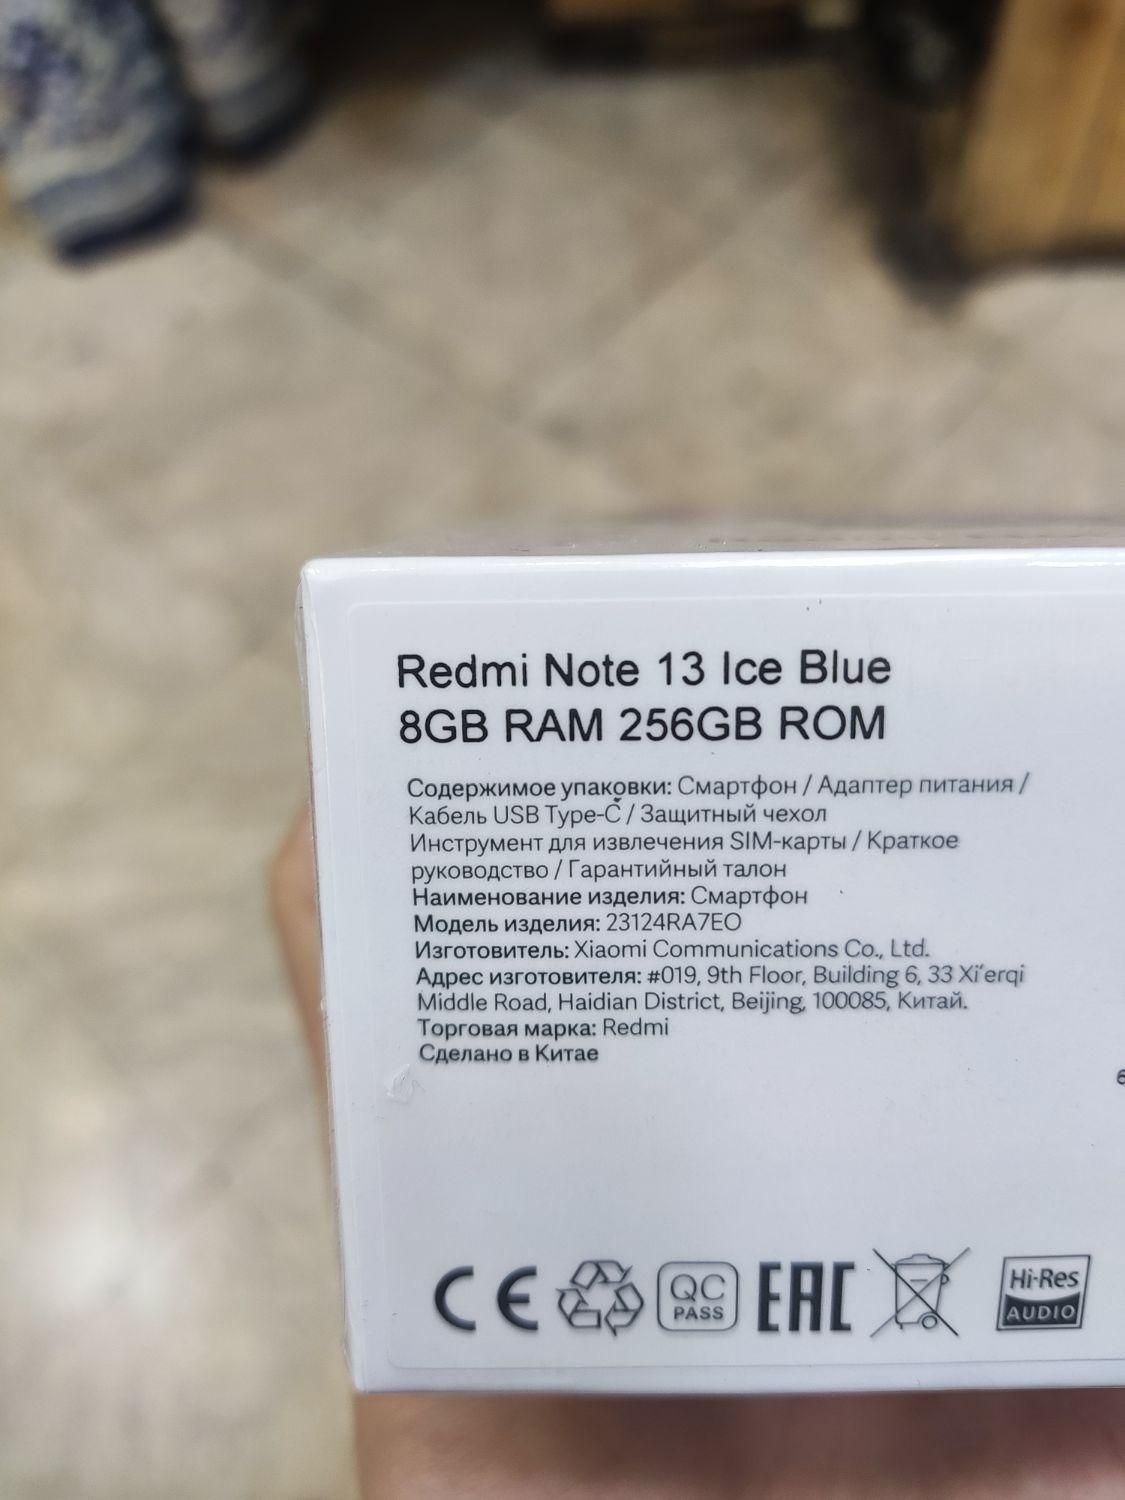 Redmi Note 13 Ice Blue
8GB RAM 256GB ROM
Содержимое упаковки: Смартфон / Адаптер питания /
Кабель USB Type-C / Защитный чехол
Инструмент для извлечения SIM-карты / Краткое
руководство / Гарантийный талон
Наименование изделия: Смартфон
Модель изделия: 23124RA7EO
Изготовитель: Xiaomi Communications Co., Ltd.
Адрес изготовителя: #019, 9th Floor, Building 6, 33 Xi'erqi
Middle Road, Haidian District, Beijing, 100085, Китай.
Торговая марка: Redmi
Сделано в Китае
CE QC PASS EAC Hi-Res AUDIO